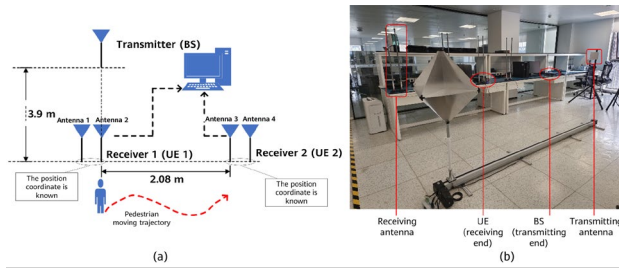 Transmitter (BS)
3.9 m
Antenna 1
Antenna 2
Antenna 3
Antenna 4
Receiver 1 (UE 1)
Receiver 2 (UE 2)
The position
coordinate is
known
2.08 m
The position
coordinate is
known
Pedestrian
moving trajectory
(a)
Receiving
antenna
UE
(receiving
end)
BS
(transmitting
end)
Transmitting
antenna
(b)